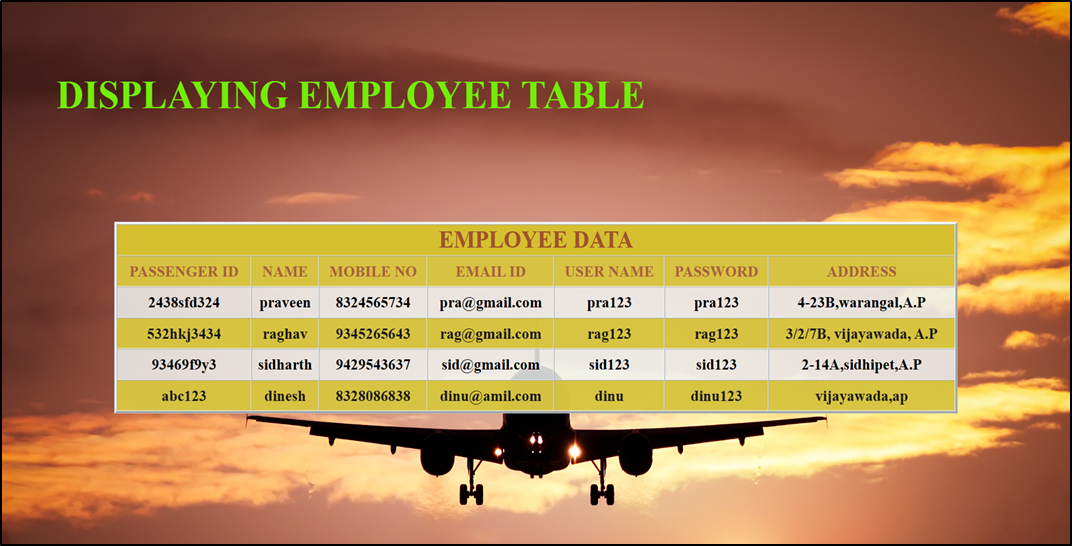 DISPLAYING EMPLOYEE TABLE
EMPLOYEE DATA
PASSENGER ID NAME MOBILE NO EMAIL ID USER NAME PASSWORD ADDRESS
2438sfd324 praveen 8324565734 pra@gmail.com pra123 pra123 4-23B,warangal,A.P
532hkj3434 raghav 9345265643 rag@gmail.com rag123 rag123 3/2/7B, vijayawada, A.P
93469f9y3 sidharth 9429543637 sid@gmail.com sid123 sid123 2-14A,sidhipet,A.P
abc123 dinesh 8328086838 dinu@amil.com dinu dinu123 vijayawada,ap